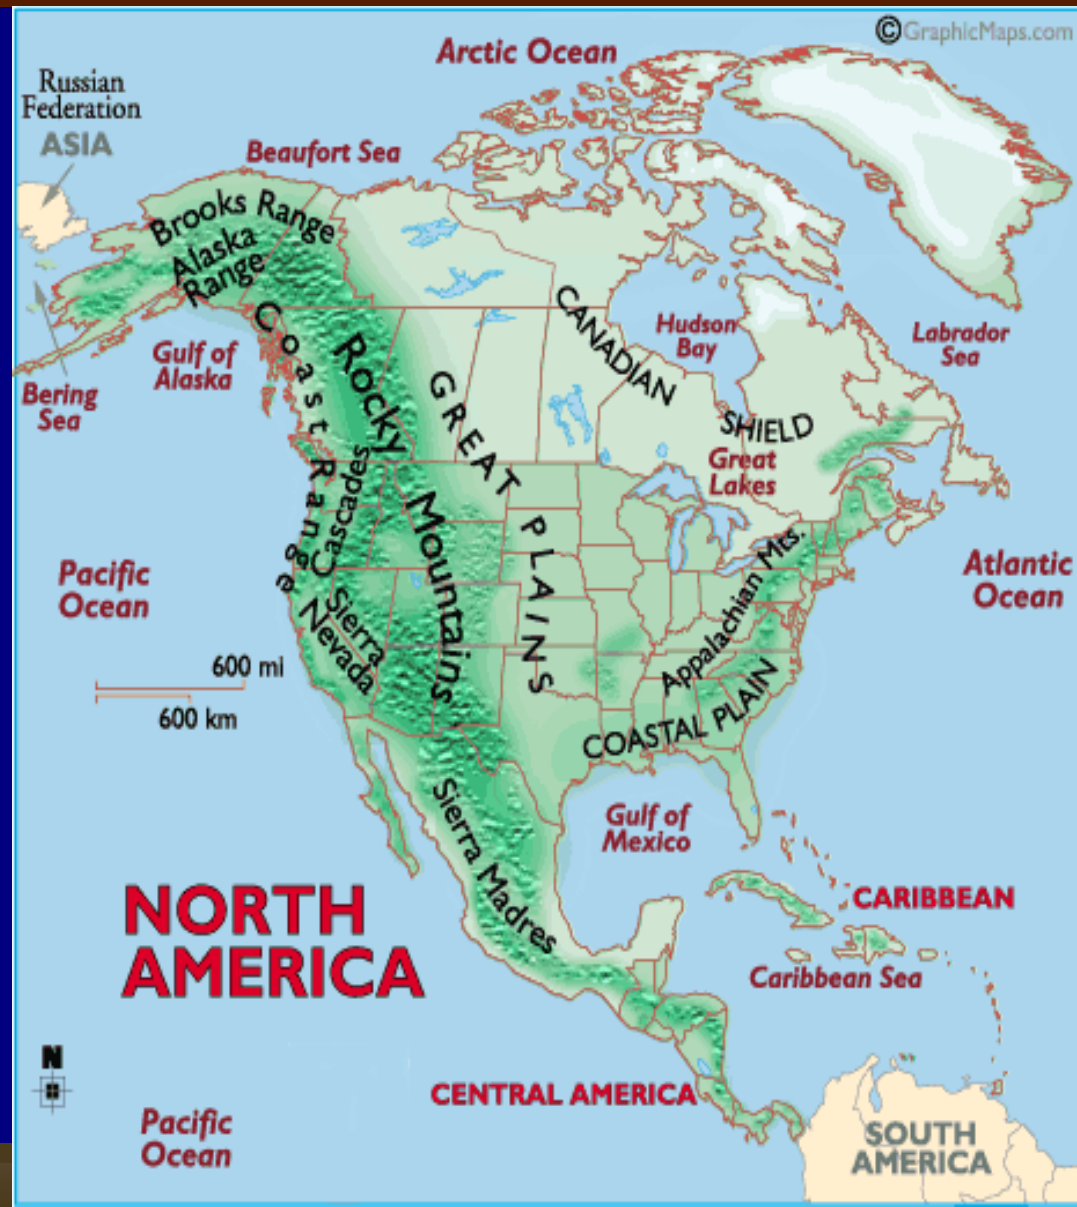 ©GraphicMaps.com
Arctic Ocean
Russian
Federation
ASIA
Beaufort Sea
Brooks Range
Alaska
Range
Coast Range
Rocky Mountains
GREAT PLAINS
CANADIAN
SHIELD
Hudson
Bay
Labrador
Sea
Gulf of
Alaska
Bering
Sea
Great
Lakes
Cascades
Pacific
Ocean
Atlantic
Ocean
Appalachian Mts.
Sierra
Nevada
600 mi
600 km
COASTAL PLAIN
Sierra Madres
Gulf of
Mexico
NORTH
AMERICA
CARIBBEAN
Caribbean Sea
N
CENTRAL AMERICA
Pacific
Ocean
SOUTH
AMERICA